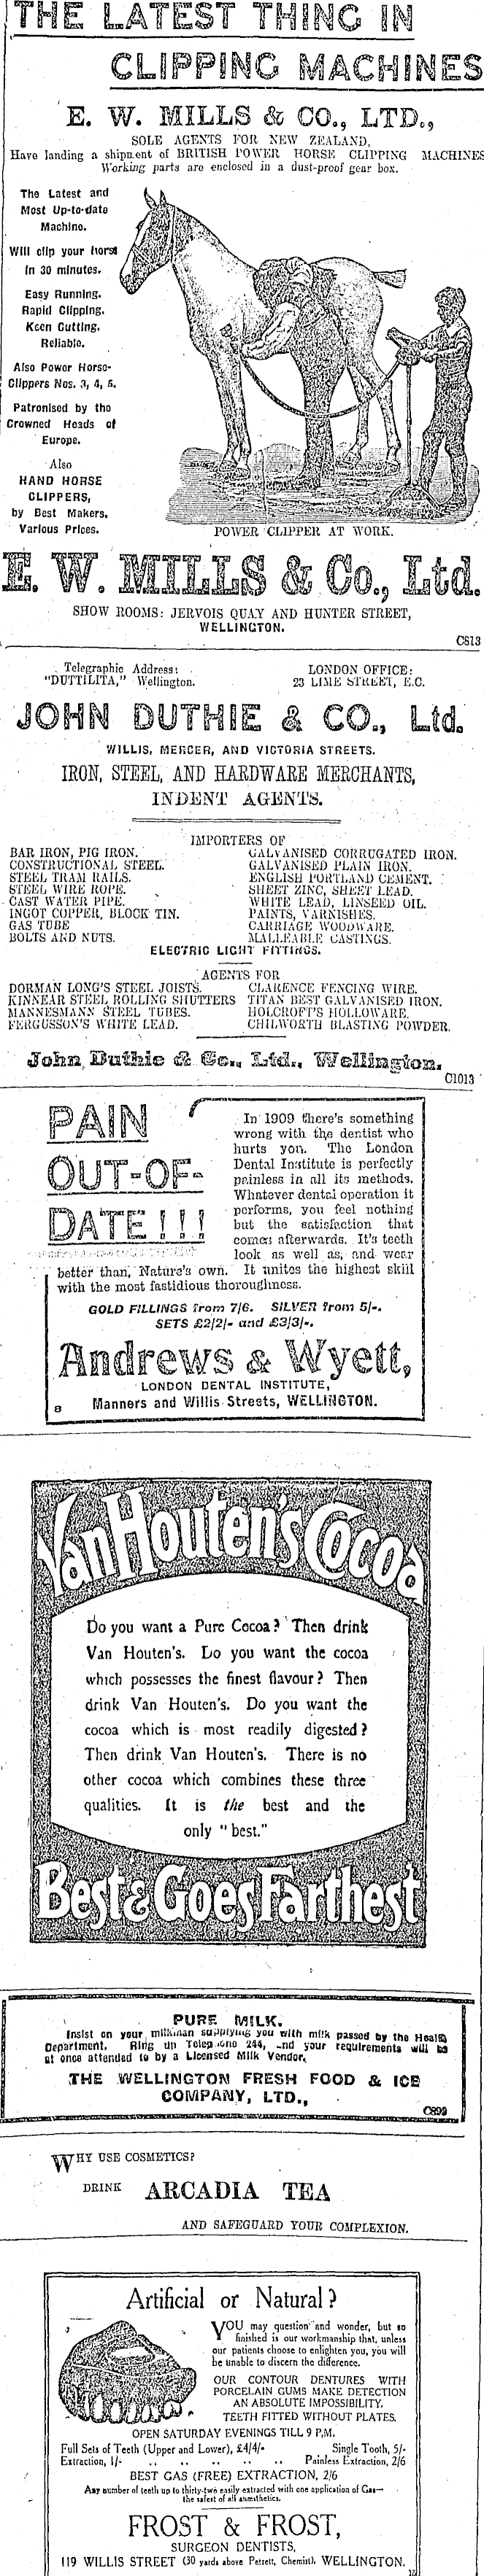 THE LATEST THING IN
CLIPPING MACHINES
E. W. MILLS & CO., LTD.,
SOLE AGENTS FOR NEW ZEALAND,
Have landing a shipment of BRITISH POWER HORSE CLIPPING MACHINES
Working parts are enclosed in a dust-proof gear box.
The Latest and
Most Up-to-date
Machine.
Will clip your horse
in 30 minutes.
Easy Running.
Rapid Clipping.
Keen Cutting.
Reliable.
Also Power Horse-
Clippers Nos. 3, 4, 5.
Patronised by the
Crowned Heads of
Europe.
Also
HAND HORSE
CLIPPERS,
by Best Makers.
Various Prices.
POWER CLIPPER AT WORK.
E. W. MILLS & Co., Ltd.
SHOW ROOMS: JERVOIS QUAY AND HUNTER STREET,
WELLINGTON.
C813
Telegraphic Address: LONDON OFFICE:
"DUTTILITA," Wellington. 23 LIME STREET, E.C.
JOHN DUTHIE & CO., Ltd.
WILLIS, MERCER, AND VICTORIA STREETS.
IRON, STEEL, AND HARDWARE MERCHANTS,
INDENT AGENTS.
IMPORTERS OF
BAR IRON, PIG IRON. GALVANISED CORRUGATED IRON.
CONSTRUCTIONAL STEEL. GALVANISED PLAIN IRON.
STEEL TRAM RAILS. ENGLISH PORTLAND CEMENT.
STEEL WIRE ROPE. SHEET ZINC, SHEET LEAD.
CAST WATER PIPE. WHITE LEAD, LINSEED OIL.
INGOT COPPER, BLOCK TIN. PAINTS, VARNISHES.
GAS TUBE CARRIAGE WOODWARE.
BOLTS AND NUTS. MALLEABLE CASTINGS.
ELECTRIC LIGHT FITTINGS.
AGENTS FOR
DORMAN LONG'S STEEL JOISTS. CLARENCE FENCING WIRE.
KINNEAR STEEL ROLLING SHUTTERS TITAN BEST GALVANISED IRON.
MANNESMANN STEEL TUBES. HOLCROFT'S HOLLOWARE.
FERGUSSON'S WHITE LEAD. CHILWORTH BLASTING POWDER.
John Duthie & Co., Ltd., Wellington.
C1013
PAIN
OUT-OF-
DATE!!!
In 1909 there's something
wrong with the dentist who
hurts you. The London
Dental Institute is perfectly
painless in all its methods.
Whatever dental operation it
performs, you feel nothing
but the satisfaction that
comes afterwards. It's teeth
look as well as, and wear
better than, Nature's own. It unites the highest skill
with the most fastidious thoroughness.
GOLD FILLINGS from 7/6. SILVER from 5/-.
SETS £2/2/- and £3/3/-.
Andrews & Wyett,
LONDON DENTAL INSTITUTE,
8 Manners and Willis Streets, WELLINGTON.
Van Houten's Cocoa
Do you want a Pure Cocoa? Then drink
Van Houten's. Do you want the cocoa
which possesses the finest flavour? Then
drink Van Houten's. Do you want the
cocoa which is most readily digested?
Then drink Van Houten's. There is no
other cocoa which combines these three
qualities. It is the best and the
only "best."
Best & Goes Farthest
PURE MILK.
Insist on your milkman supplying you with milk passed by the Health
Department. Ring up Telephone 244, and your requirements will be
at once attended to by a Licensed Milk Vendor.
THE WELLINGTON FRESH FOOD & ICE
COMPANY, LTD.,
C899
WHY USE COSMETICS?
DRINK ARCADIA TEA
AND SAFEGUARD YOUR COMPLEXION.
Artificial or Natural?
YOU may question and wonder, but so
finished is our workmanship that, unless
our patients choose to enlighten you, you will
be unable to discern the difference.
OUR CONTOUR DENTURES WITH
PORCELAIN GUMS MAKE DETECTION
AN ABSOLUTE IMPOSSIBILITY.
TEETH FITTED WITHOUT PLATES.
OPEN SATURDAY EVENINGS TILL 9 P.M.
Full Sets of Teeth (Upper and Lower), £4/4/- Single Tooth, 5/-
Extraction, 1/- .. .. .. .. .. Painless Extraction, 2/6
BEST GAS (FREE) EXTRACTION, 2/6
Any number of teeth up to thirty-two easily extracted with one application of Gas—
the safest of all anæsthetics.
FROST & FROST,
SURGEON DENTISTS,
119 WILLIS STREET (30 yards above Perrett, Chemist), WELLINGTON.